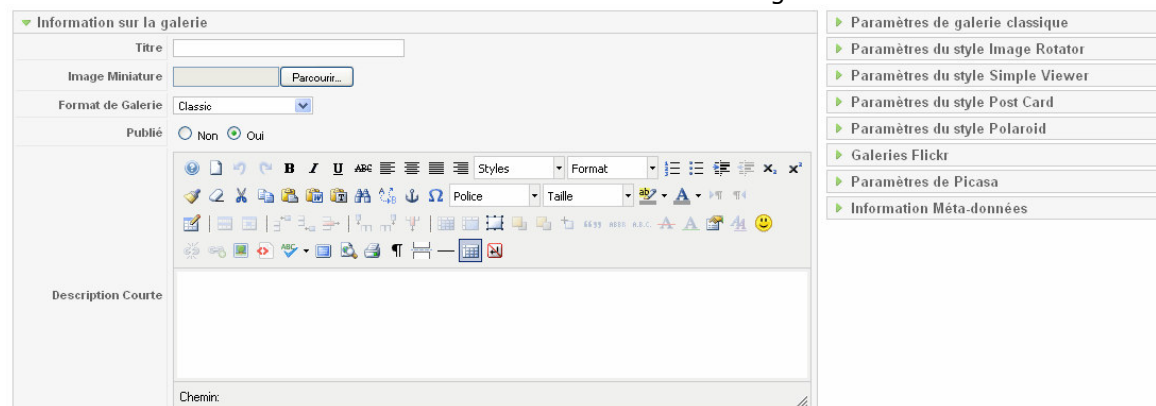 Information sur la galerie
Titre
Image Miniature Parcourir...
Format de Galerie Classic
Publié Non Oui
B I U ABC Styles Format
Police Taille
Description Courte
Chemin:
Paramètres de galerie classique
Paramètres du style Image Rotator
Paramètres du style Simple Viewer
Paramètres du style Post Card
Paramètres du style Polaroid
Galeries Flickr
Paramètres de Picasa
Information Méta-données